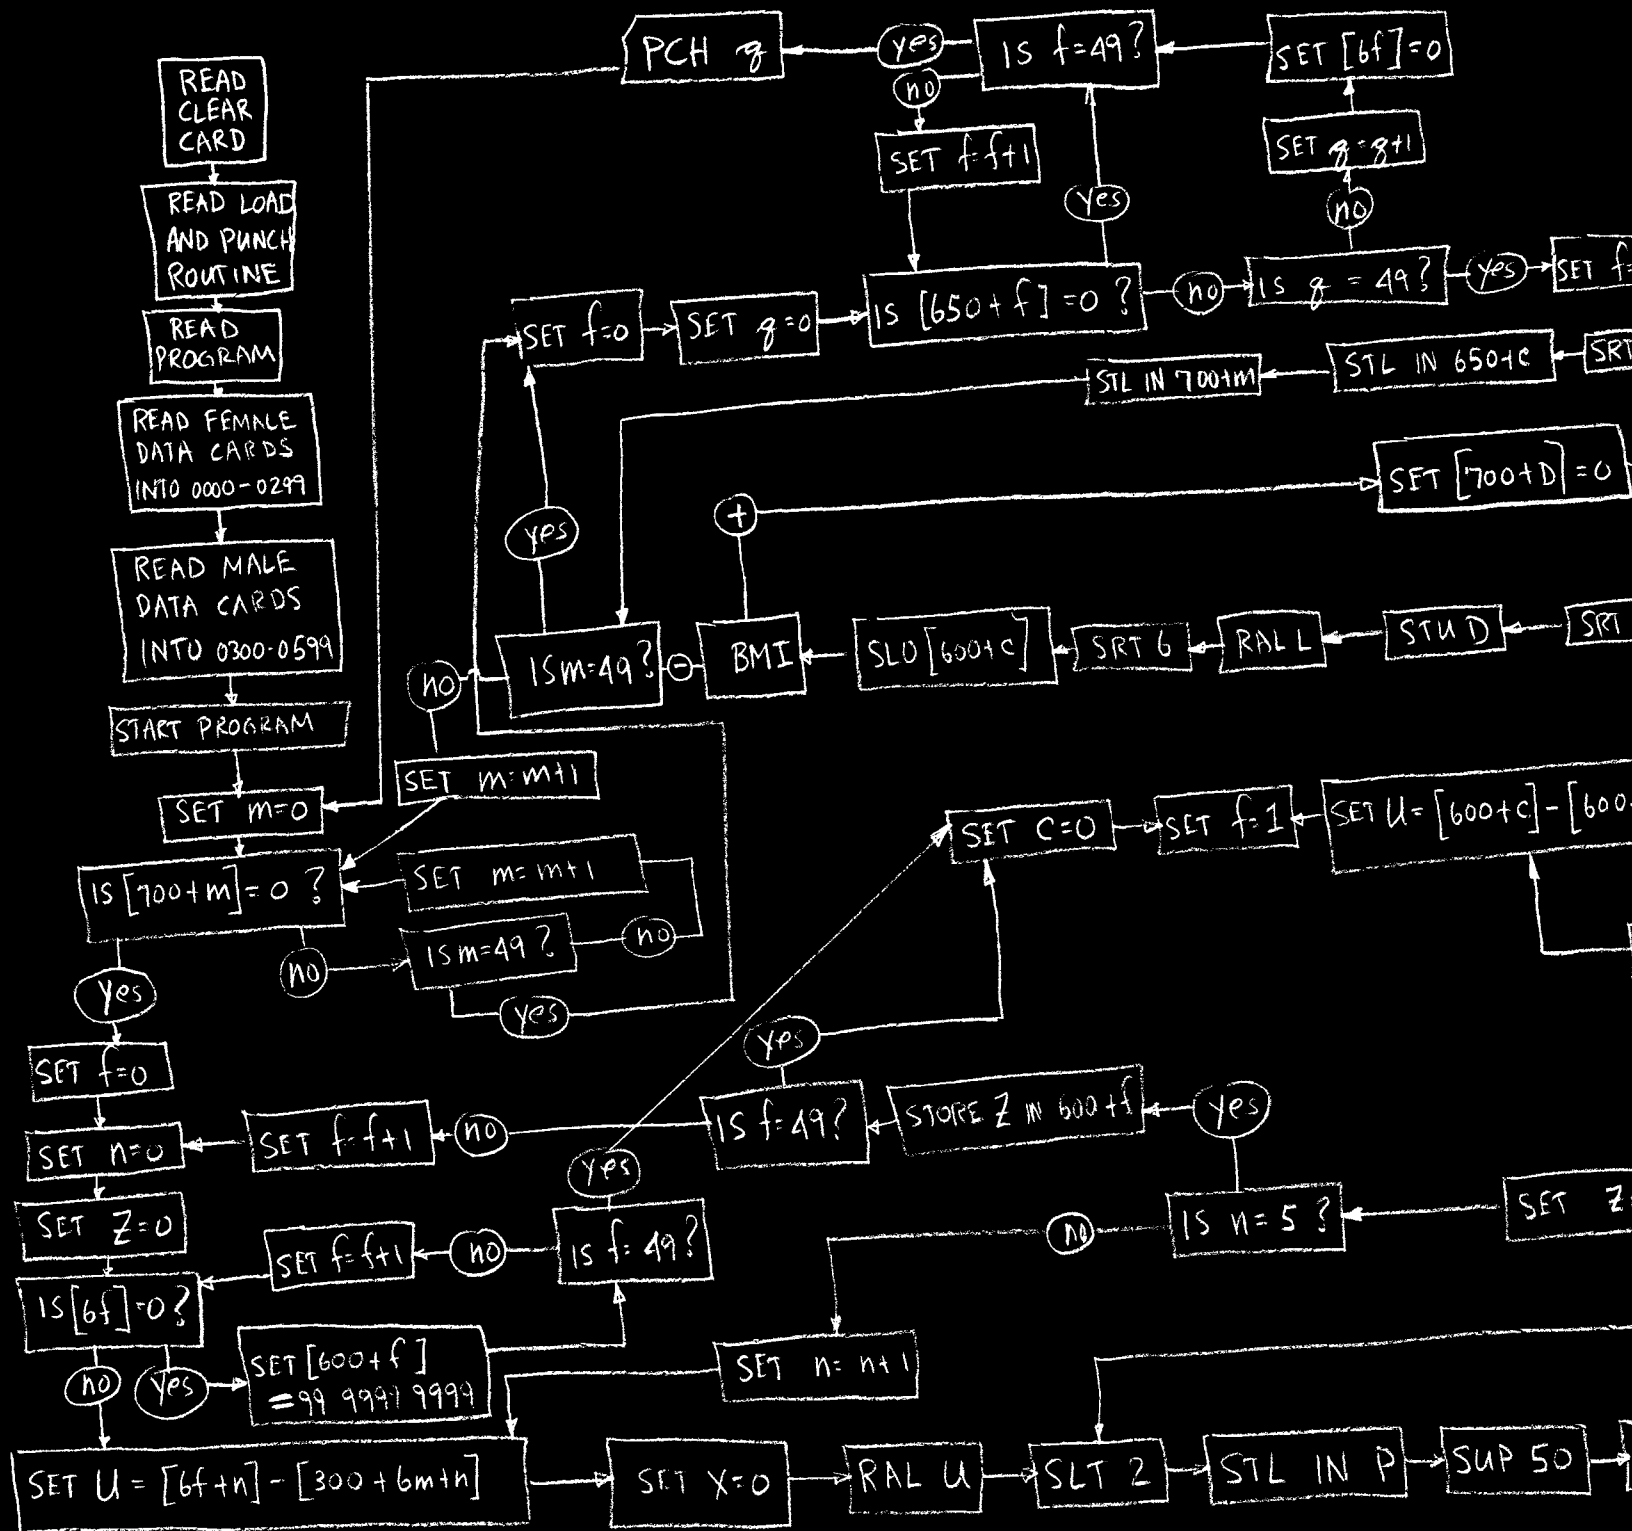 READ
CLEAR
CARD
READ LOAD
AND PUNCH
ROUTINE
READ
PROGRAM
READ FEMALE
DATA CARDS
INTO 0000-0299
READ MALE
DATA CARDS
INTO 0300-0599
START PROGRAM
SET m=0
IS [700+m]=0 ?
no
yes
SET m=m+1
IS m=49?
no
yes
SET m=m+1
no
IS m=49?
yes
PCH g
yes
no
IS f=49?
SET [6f]=0
SET f=f+1
SET g=g+1
yes
no
SET f=0
SET g=0
IS [650+f]=0 ?
no
IS g = 49?
yes
SET f=
STL IN 700+m
STL IN 650+c
SRT
SET [700+D]=0
+
-
BMI
SLO [600+c]
SRT 6
RAL L
STU D
SRT
SET C=0
SET f=1
SET U=[600+c]-[600
SET f=0
SET n=0
SET f=f+1
no
IS f=49?
yes
STORE Z IN 600+f
yes
SET Z=0
SET f=f+1
no
IS f=49?
yes
no
IS n=5 ?
SET Z=
IS [6f]=0?
no
yes
SET [600+f]
=99 9999 9999
SET n=n+1
SET U=[6f+n]-[300+6m+n]
SET X=0
RAL U
SLT 2
STL IN P
SUP 50